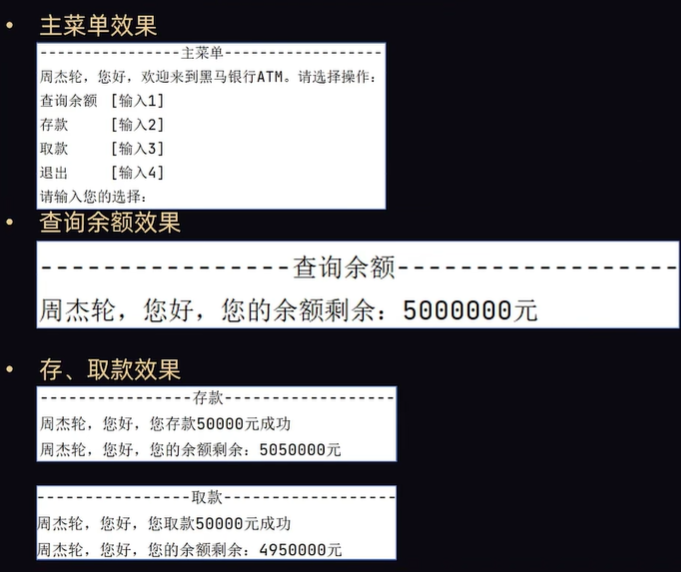 • 主菜单效果
----------------主菜单------------------
周杰轮，您好，欢迎来到黑马银行ATM。请选择操作：
查询余额 [输入1]
存款     [输入2]
取款     [输入3]
退出     [输入4]
请输入您的选择：
• 查询余额效果
----------------查询余额------------------
周杰轮，您好，您的余额剩余：5000000元
• 存、取款效果
----------------存款------------------
周杰轮，您好，您存款50000元成功
周杰轮，您好，您的余额剩余：5050000元
----------------取款------------------
周杰轮，您好，您取款50000元成功
周杰轮，您好，您的余额剩余：4950000元